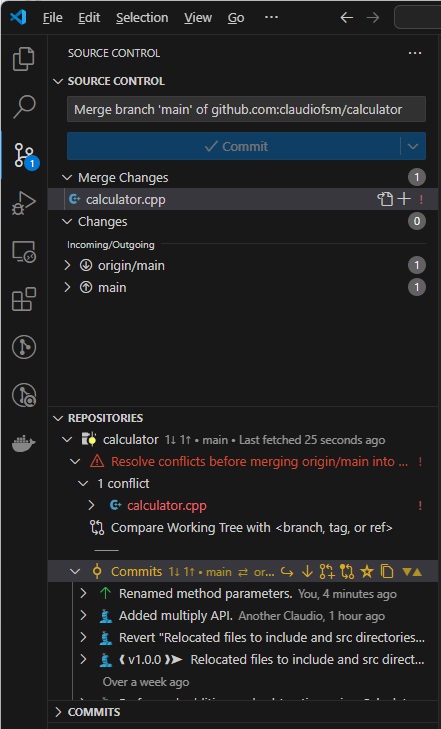 File Edit Selection View Go ···
SOURCE CONTROL ···
SOURCE CONTROL
Merge branch 'main' of github.com:claudiofsm/calculator
Commit
Merge Changes 1
calculator.cpp !
1
Changes 0
Incoming/Outgoing
origin/main 1
main 1
REPOSITORIES
calculator 1↓ 1↑ • main • Last fetched 25 seconds ago
Resolve conflicts before merging origin/main into ... !
1 conflict
calculator.cpp !
Compare Working Tree with <branch, tag, or ref>
Commits 1↓ 1↑ • main ⇄ or...
Renamed method parameters. You, 4 minutes ago
Added multiply API. Another Claudio, 1 hour ago
Revert "Relocated files to include and src directories...
v1.0.0 Relocated files to include and src direct...
Over a week ago
COMMITS